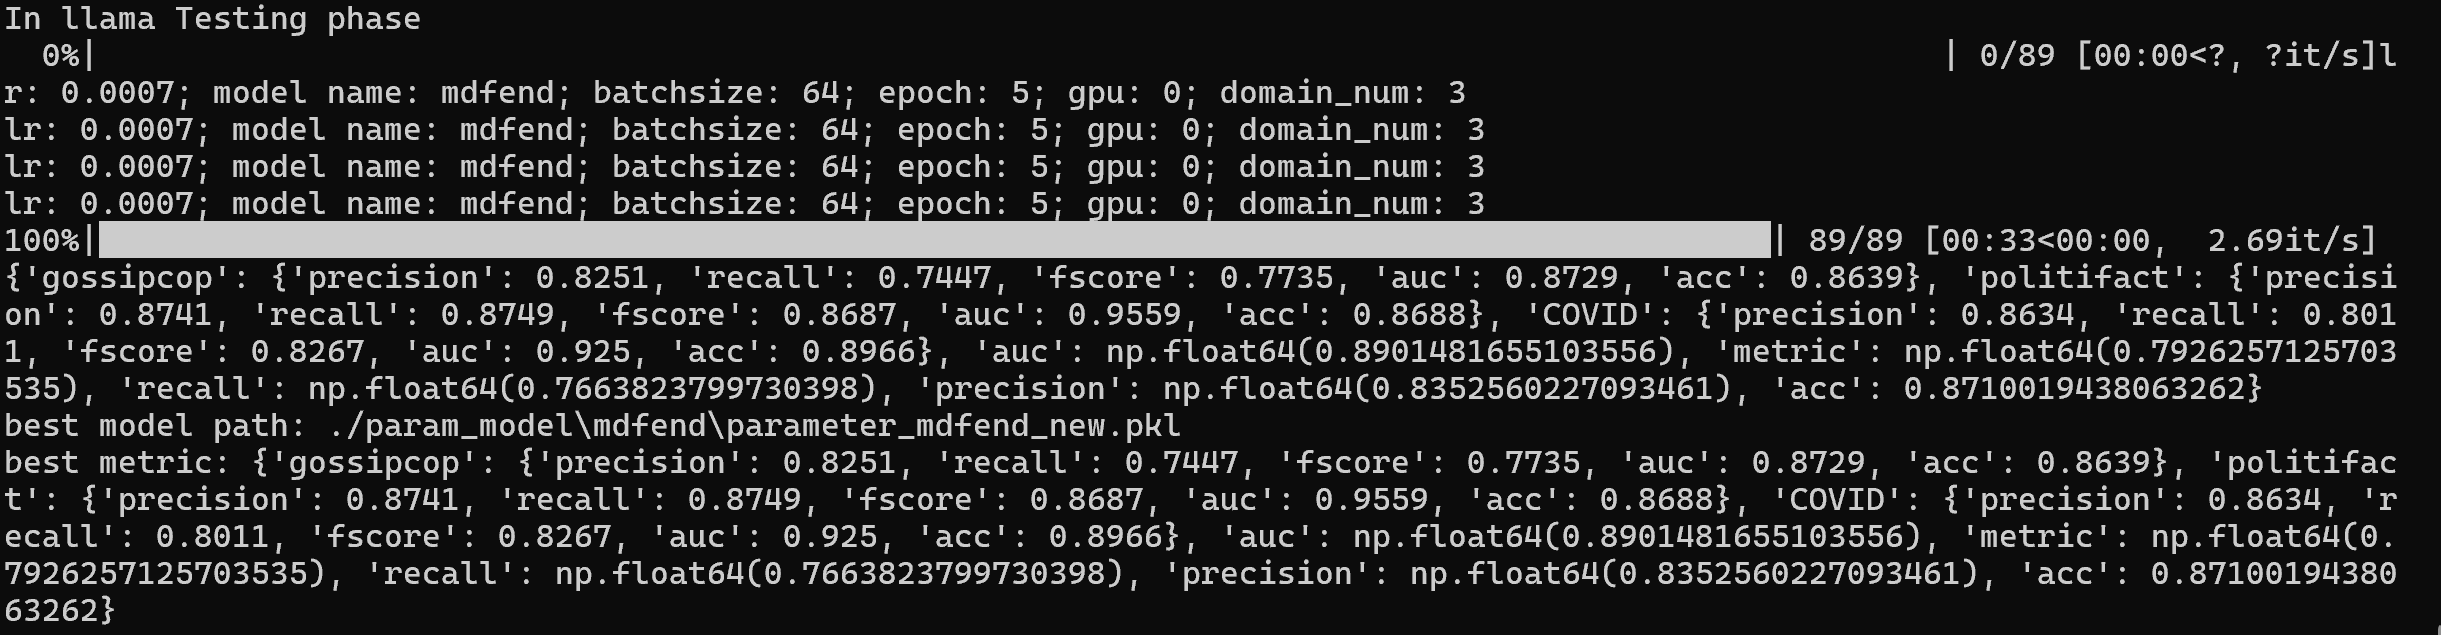 In llama Testing phase
  0%|                                                                                                  | 0/89 [00:00<?, ?it/s]l
r: 0.0007; model name: mdfend; batchsize: 64; epoch: 5; gpu: 0; domain_num: 3
lr: 0.0007; model name: mdfend; batchsize: 64; epoch: 5; gpu: 0; domain_num: 3
lr: 0.0007; model name: mdfend; batchsize: 64; epoch: 5; gpu: 0; domain_num: 3
lr: 0.0007; model name: mdfend; batchsize: 64; epoch: 5; gpu: 0; domain_num: 3
100%|████████████████████████████████████████████████████████████████████████████████████████| 89/89 [00:33<00:00,  2.69it/s]
{'gossipcop': {'precision': 0.8251, 'recall': 0.7447, 'fscore': 0.7735, 'auc': 0.8729, 'acc': 0.8639}, 'politifact': {'precisi
on': 0.8741, 'recall': 0.8749, 'fscore': 0.8687, 'auc': 0.9559, 'acc': 0.8688}, 'COVID': {'precision': 0.8634, 'recall': 0.801
1, 'fscore': 0.8267, 'auc': 0.925, 'acc': 0.8966}, 'auc': np.float64(0.8901481655103556), 'metric': np.float64(0.7926257125703
535), 'recall': np.float64(0.7663823799730398), 'precision': np.float64(0.8352560227093461), 'acc': 0.8710019438063262}
best model path: ./param_model\mdfend\parameter_mdfend_new.pkl
best metric: {'gossipcop': {'precision': 0.8251, 'recall': 0.7447, 'fscore': 0.7735, 'auc': 0.8729, 'acc': 0.8639}, 'politifac
t': {'precision': 0.8741, 'recall': 0.8749, 'fscore': 0.8687, 'auc': 0.9559, 'acc': 0.8688}, 'COVID': {'precision': 0.8634, 'r
ecall': 0.8011, 'fscore': 0.8267, 'auc': 0.925, 'acc': 0.8966}, 'auc': np.float64(0.8901481655103556), 'metric': np.float64(0.
7926257125703535), 'recall': np.float64(0.7663823799730398), 'precision': np.float64(0.8352560227093461), 'acc': 0.87100194380
63262}